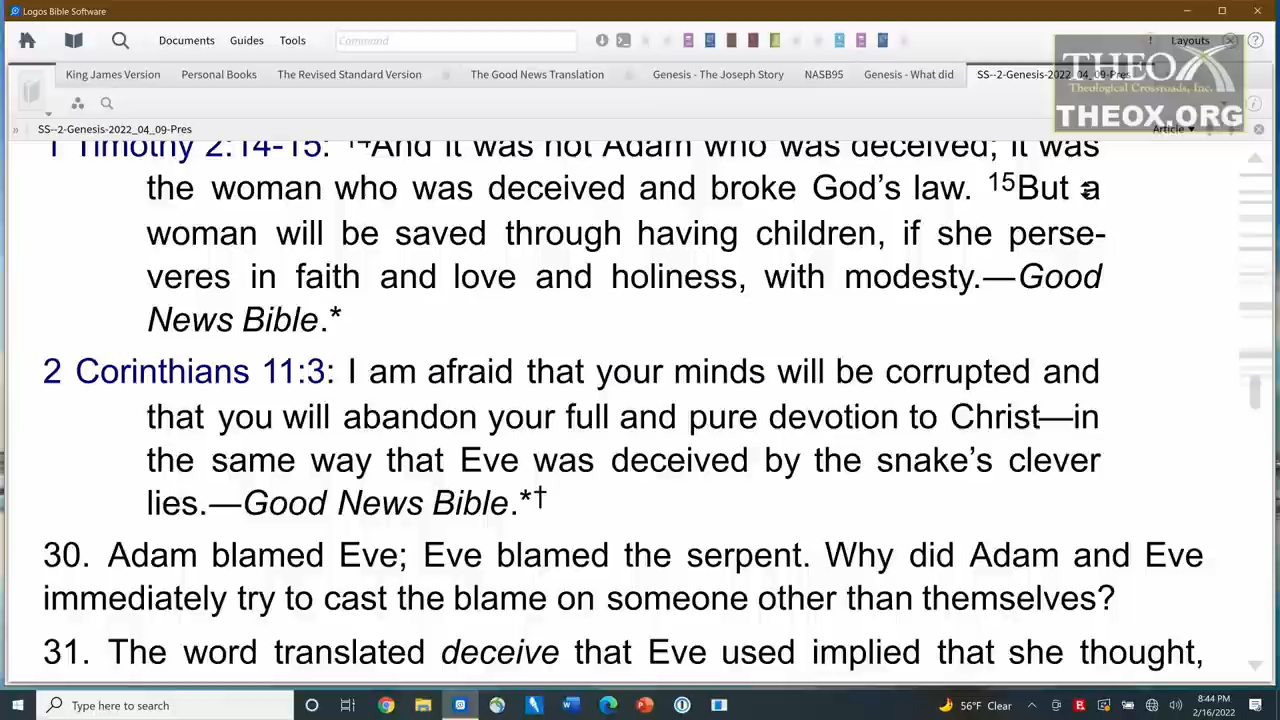 Logos Bible Software
Documents Guides Tools Command Layouts
King James Version Personal Books The Revised Standard Version The Good News Translation Genesis - The Joseph Story NASB95 Genesis - What did SS--2-Genesis-2022_04_09-Pres
THEOX
Theological Crossroads, Inc.
THEOX.ORG
SS--2-Genesis-2022_04_09-Pres Article
1 Timothy 2:14-15: 14And it was not Adam who was deceived; it was
the woman who was deceived and broke God's law. 15But a
woman will be saved through having children, if she perse-
veres in faith and love and holiness, with modesty.—Good
News Bible.*
2 Corinthians 11:3: I am afraid that your minds will be corrupted and
that you will abandon your full and pure devotion to Christ—in
the same way that Eve was deceived by the snake's clever
lies.—Good News Bible.*†
30. Adam blamed Eve; Eve blamed the serpent. Why did Adam and Eve
immediately try to cast the blame on someone other than themselves?
31. The word translated deceive that Eve used implied that she thought,
Type here to search 56°F Clear 8:44 PM
2/16/2022